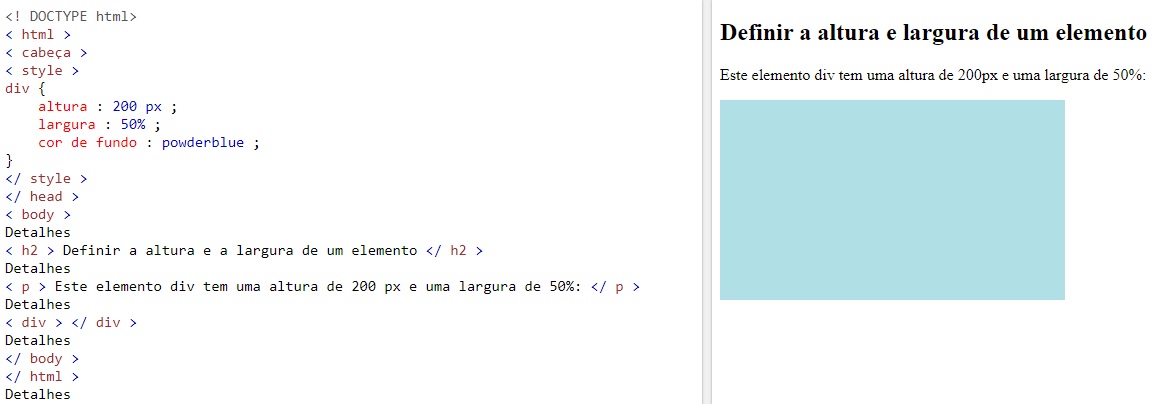 <! DOCTYPE html>
< html >
< cabeça >
< style >
div {
    altura : 200 px ;
    largura : 50% ;
    cor de fundo : powderblue ;
}
</ style >
</ head >
< body >
Detalhes
< h2 > Definir a altura e a largura de um elemento </ h2 >
Detalhes
< p > Este elemento div tem uma altura de 200 px e uma largura de 50%: </ p >
Detalhes
< div > </ div >
Detalhes
</ body >
</ html >
Detalhes
Definir a altura e largura de um elemento
Este elemento div tem uma altura de 200px e uma largura de 50%: